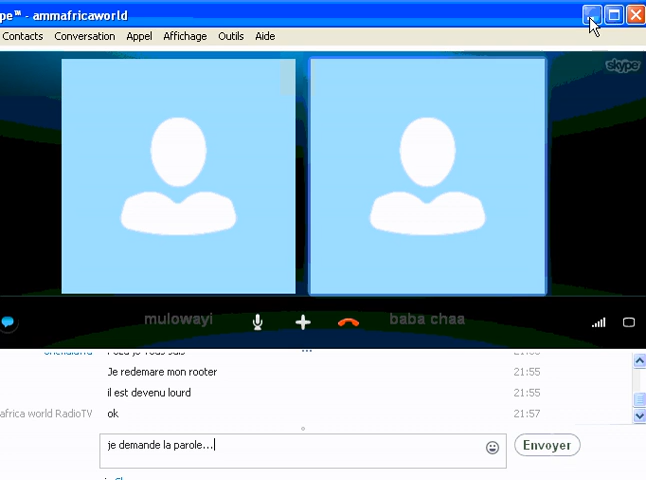 pe™ - ammafricaworld
Contacts Conversation Appel Affichage Outils Aide
skype
mulowayi
baba chaa
Je redemare mon rooter 21:55
il est devenu lourd 21:55
africa world RadioTV ok 21:57
je demande la parole...
Envoyer